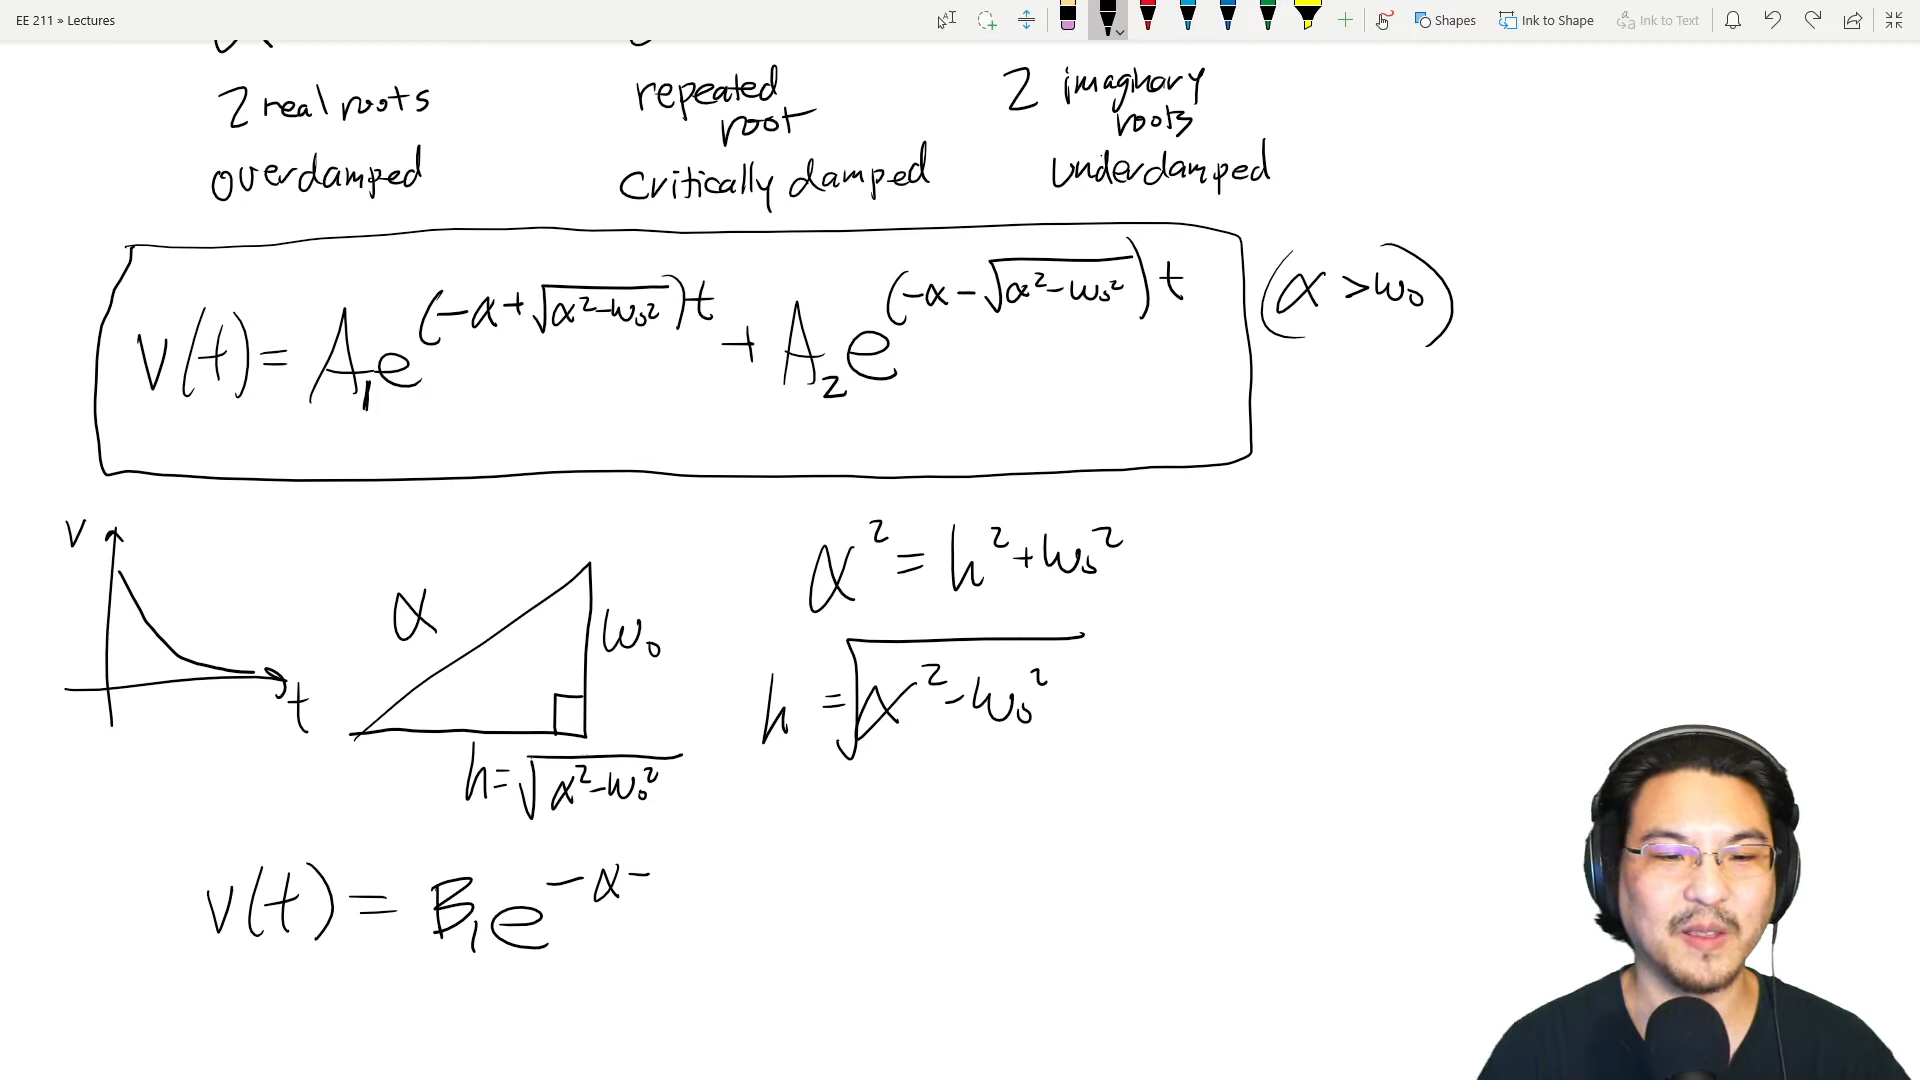 EE 211 » Lectures
Shapes
Ink to Shape
Ink to Text
2 real roots
repeated root
2 imaginary roots
overdamped
critically damped
underdamped
v(t) = A₁e^(-α+√(α²-ω₀²))t + A₂e^(-α-√(α²-ω₀²))t
(α > ω₀)
v
t
α
ω₀
h = √(α²-ω₀²)
α² = h² + ω₀²
h = √(α²-ω₀²)
v(t) = B₁e^-α-